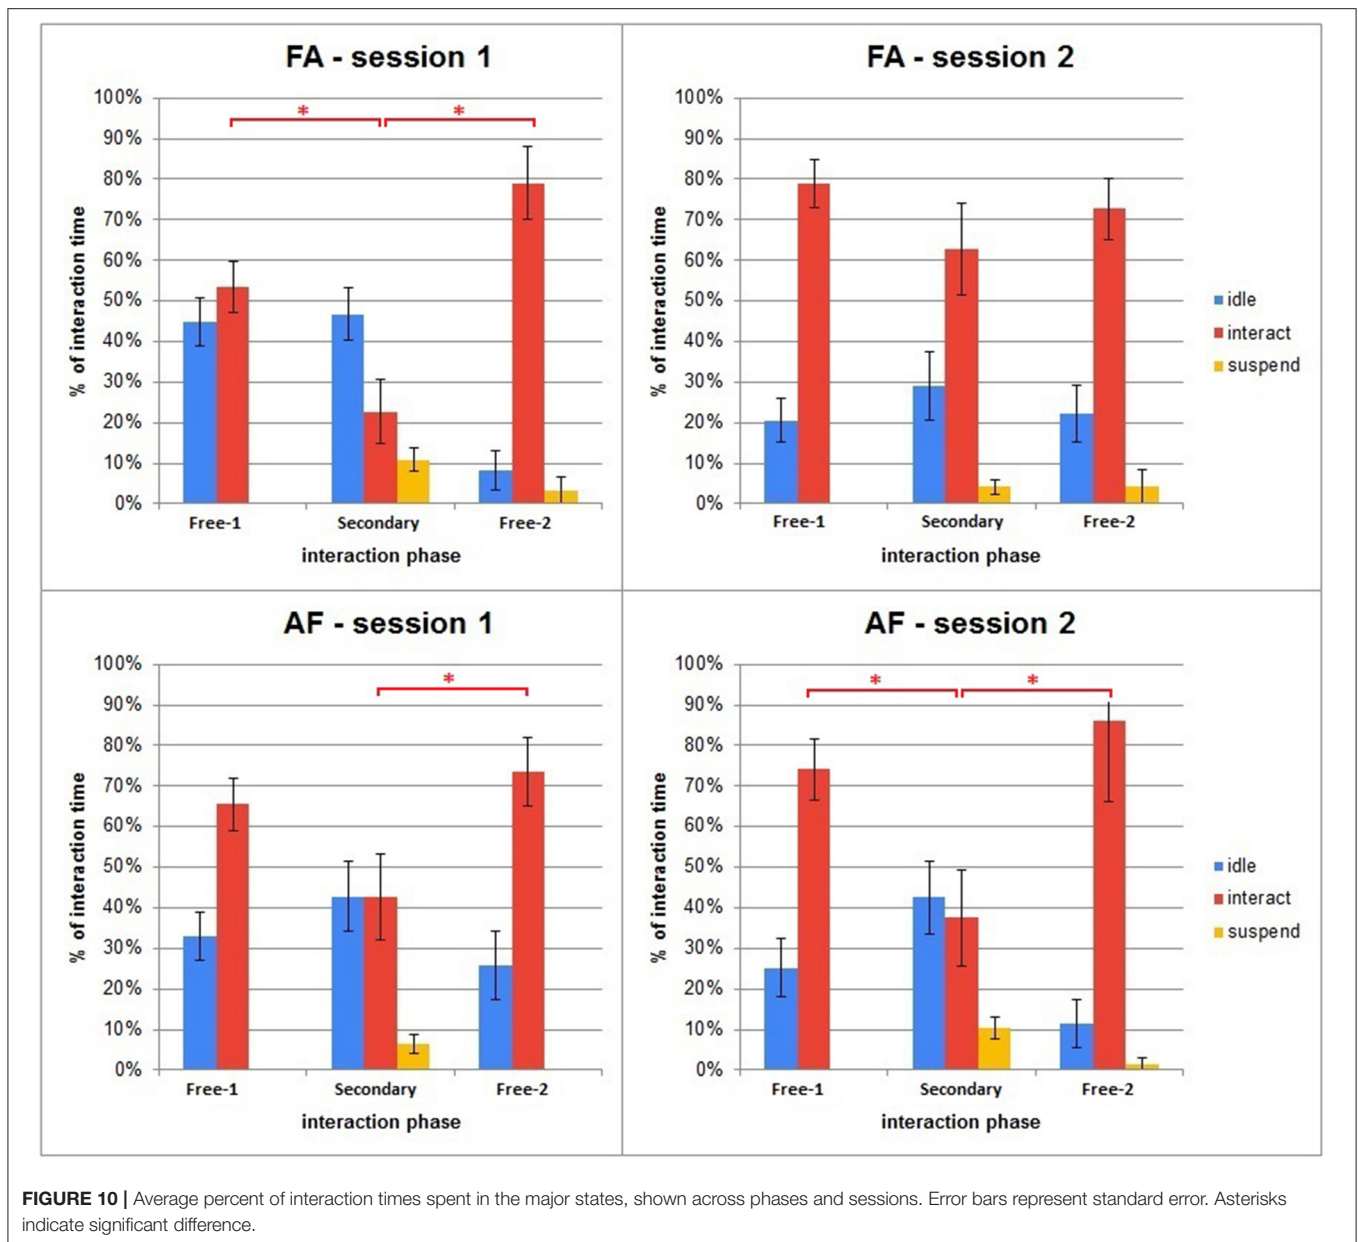 FA - session 1
100%
90%
80%
70%
60%
50%
40%
30%
20%
10%
0%
% of interaction time
* *
Free-1 Secondary Free-2
interaction phase
FA - session 2
100%
90%
80%
70%
60%
50%
40%
30%
20%
10%
0%
% of interaction time
Free-1 Secondary Free-2
interaction phase
idle
interact
suspend
AF - session 1
100%
90%
80%
70%
60%
50%
40%
30%
20%
10%
0%
% of interaction time
*
Free-1 Secondary Free-2
interaction phase
AF - session 2
100%
90%
80%
70%
60%
50%
40%
30%
20%
10%
0%
% of interaction time
* *
Free-1 Secondary Free-2
interaction phase
idle
interact
suspend
FIGURE 10 | Average percent of interaction times spent in the major states, shown across phases and sessions. Error bars represent standard error. Asterisks
indicate significant difference.